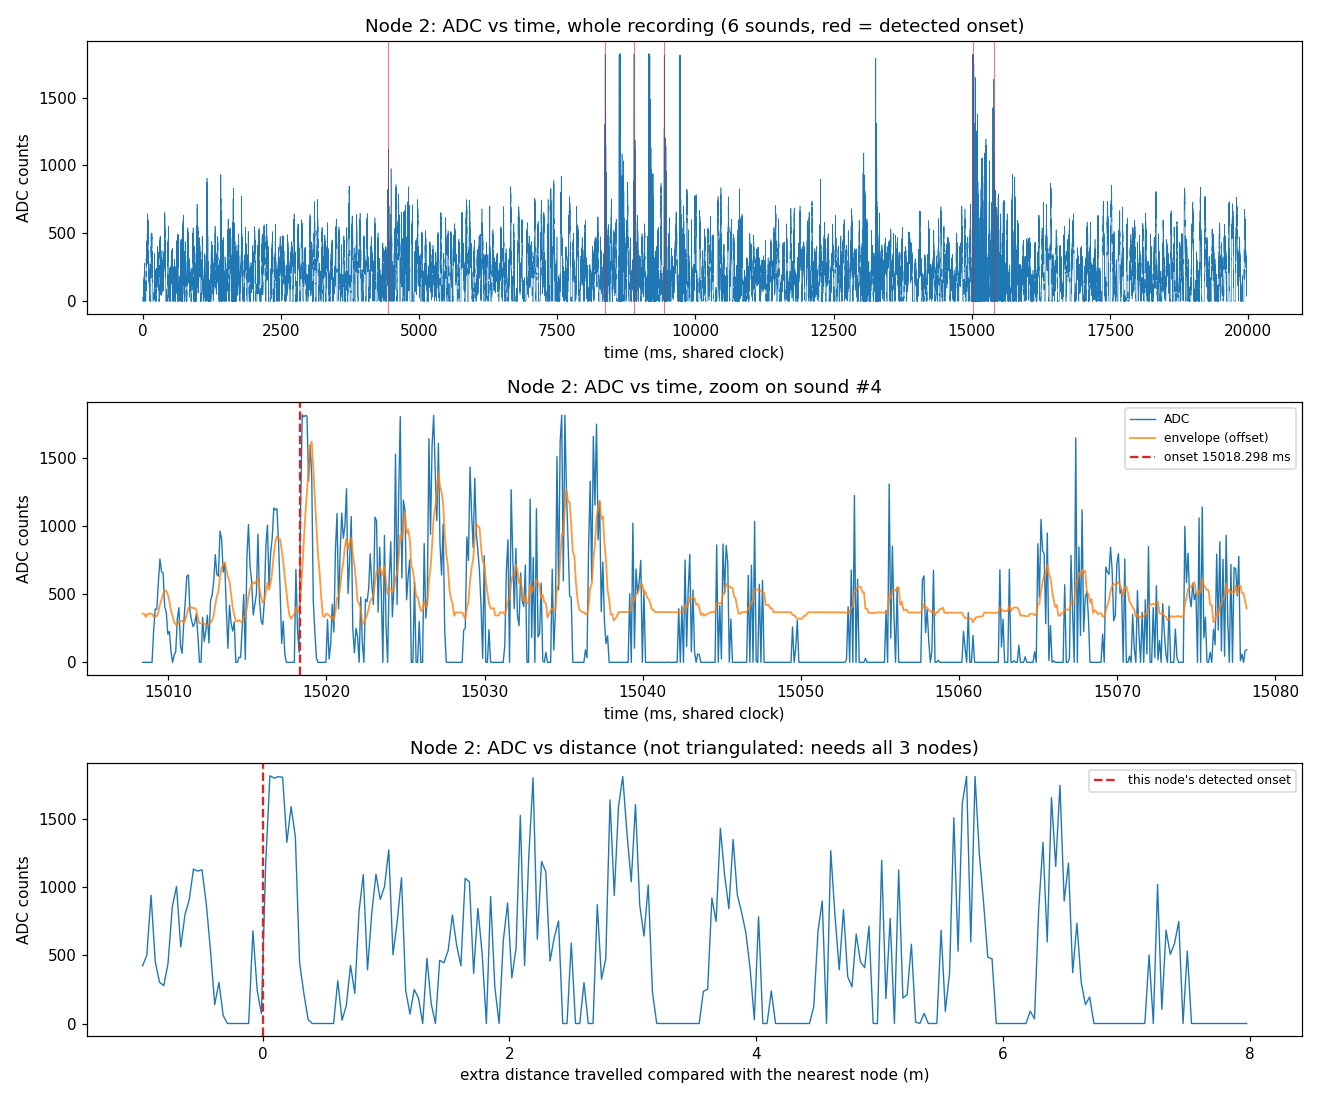 Node 2: ADC vs time, whole recording (6 sounds, red = detected onset)
ADC counts
1500
1000
500
0
0
2500
5000
7500
10000
12500
15000
17500
20000
time (ms, shared clock)
Node 2: ADC vs time, zoom on sound #4
ADC counts
1500
1000
500
0
ADC
envelope (offset)
onset 15018.298 ms
15010
15020
15030
15040
15050
15060
15070
15080
time (ms, shared clock)
Node 2: ADC vs distance (not triangulated: needs all 3 nodes)
ADC counts
1500
1000
500
0
this node's detected onset
0
2
4
6
8
extra distance travelled compared with the nearest node (m)